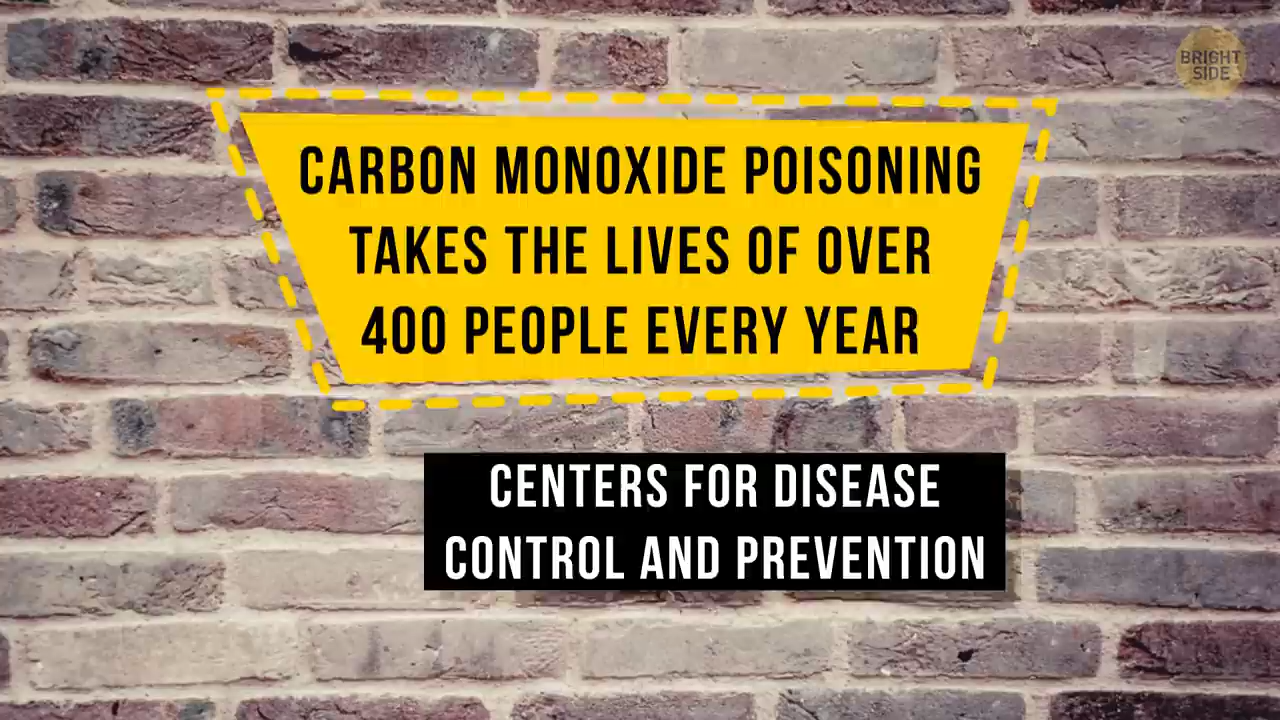 BRIGHT
SIDE
CARBON MONOXIDE POISONING
TAKES THE LIVES OF OVER
400 PEOPLE EVERY YEAR
CENTERS FOR DISEASE
CONTROL AND PREVENTION